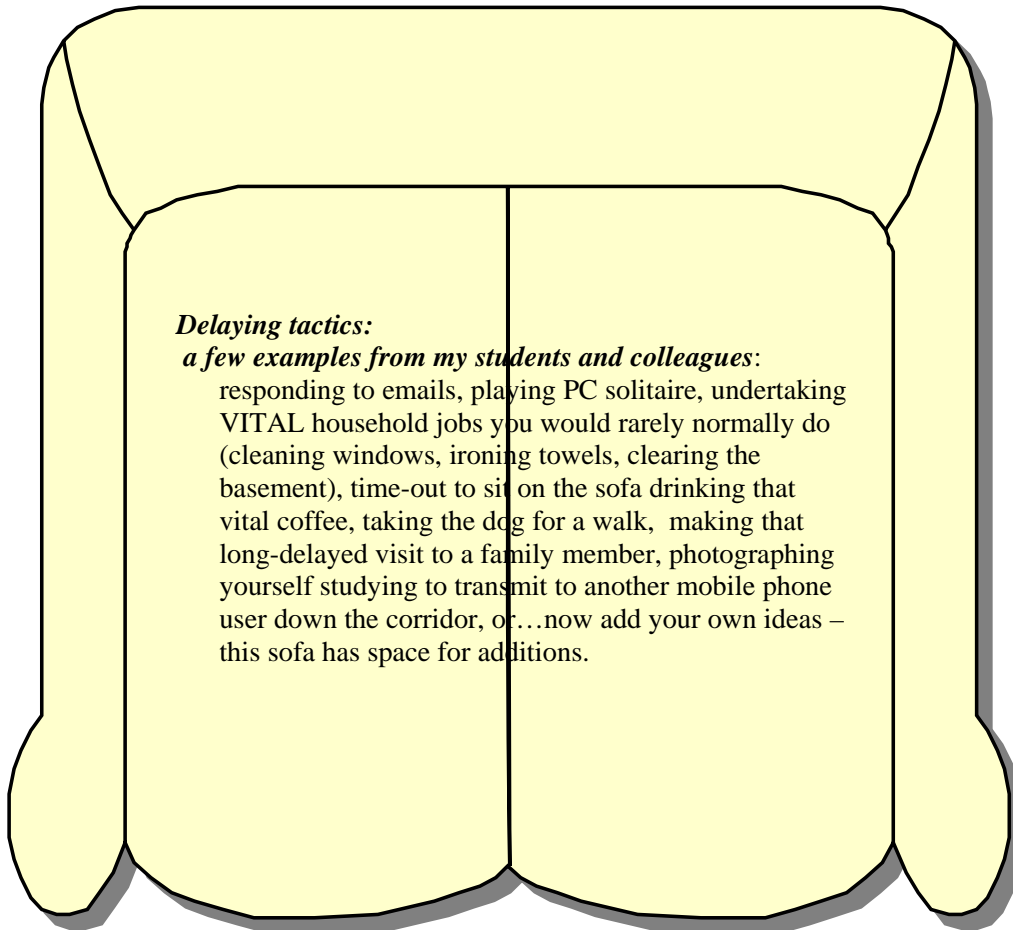 Delaying tactics:
a few examples from my students and colleagues:
responding to emails, playing PC solitaire, undertaking
VITAL household jobs you would rarely normally do
(cleaning windows, ironing towels, clearing the
basement), time-out to sit on the sofa drinking that
vital coffee, taking the dog for a walk,  making that
long-delayed visit to a family member, photographing
yourself studying to transmit to another mobile phone
user down the corridor, or…now add your own ideas –
this sofa has space for additions.